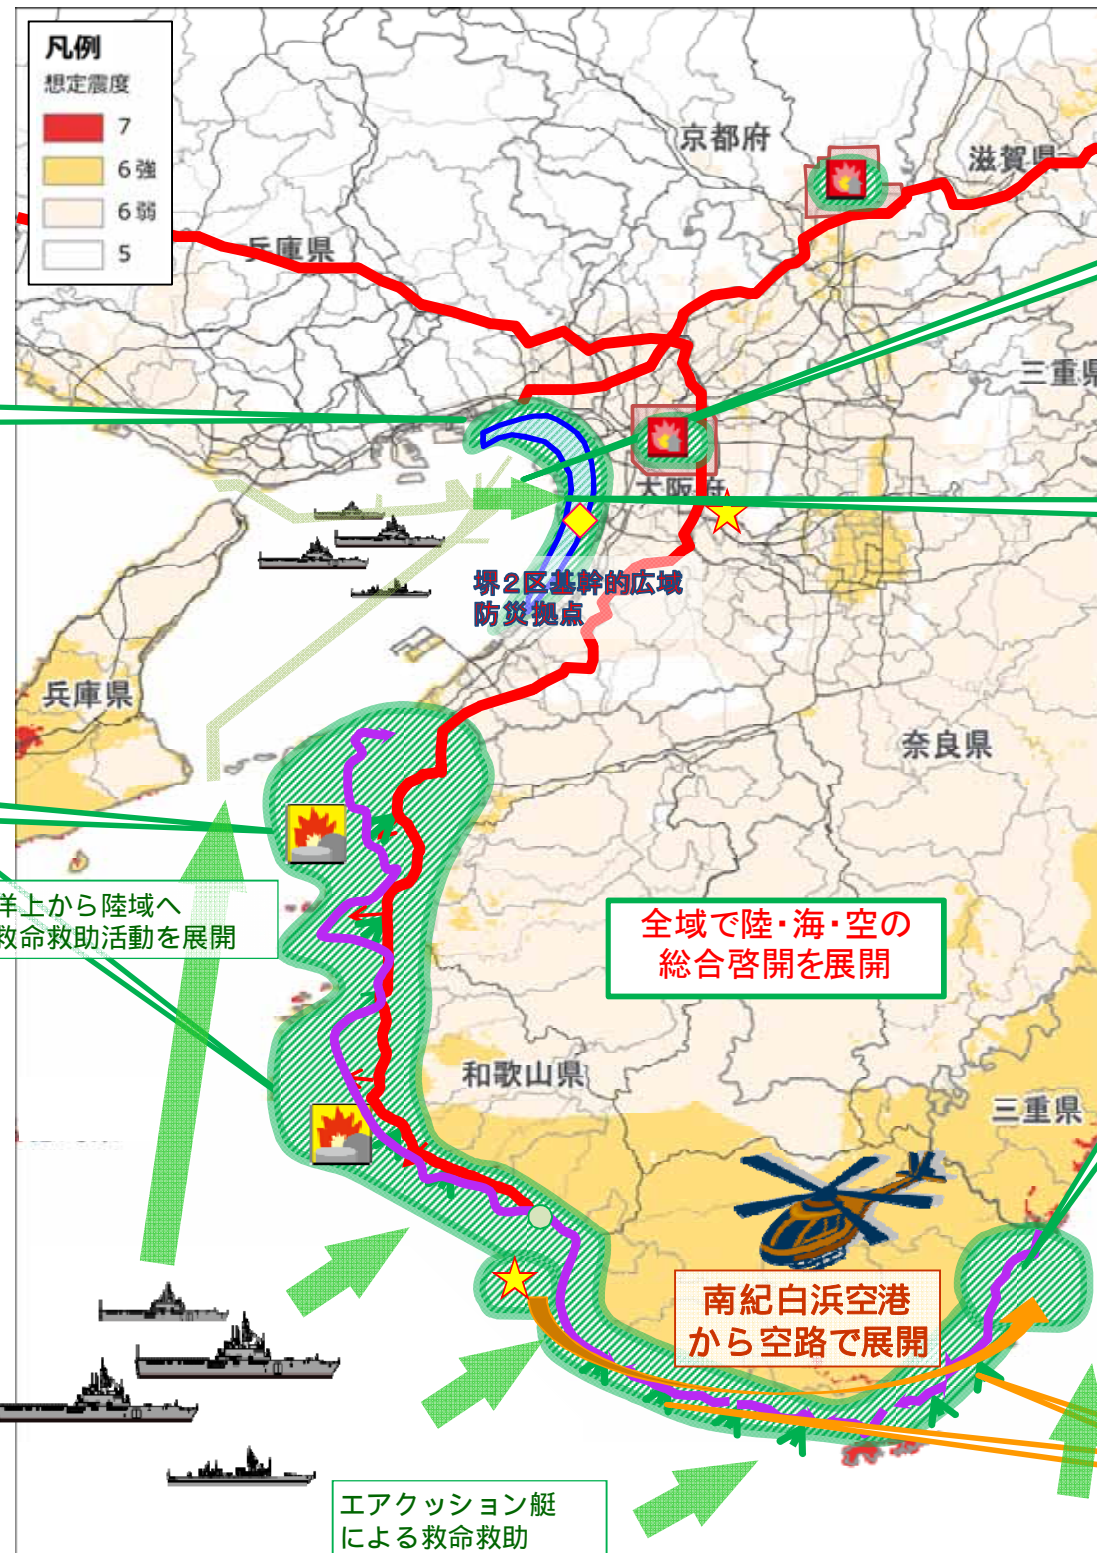 凡例
想定震度
7
6強
6弱
5
京都府
滋賀県
兵庫県
三重県
大阪府
堺2区基幹的広域
防災拠点
兵庫県
奈良県
洋上から陸域へ
救命救助活動を展開
全域で陸・海・空の
総合啓開を展開
和歌山県
三重県
南紀白浜空港
から空路で展開
エアクッション艇
による救命救助